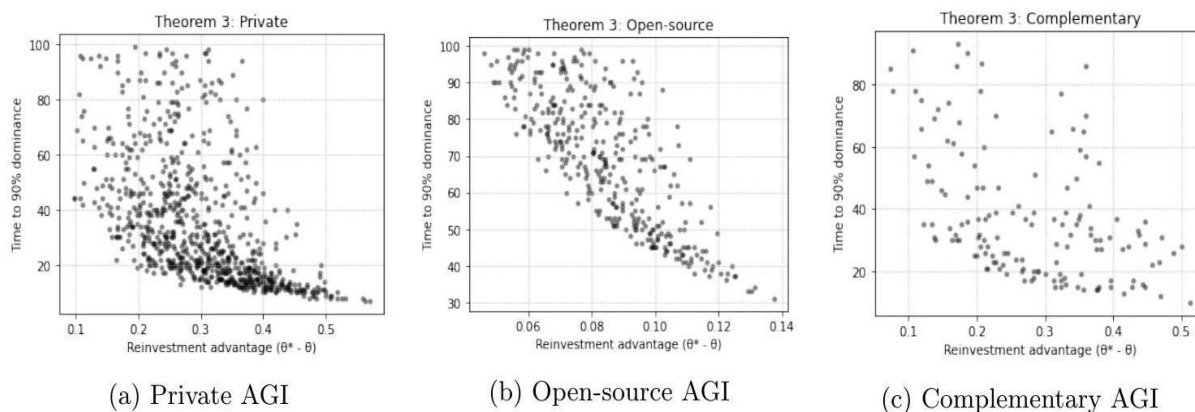 Theorem 3: Private
100
80
60
40
20
Time to 90% dominance
0.1 0.2 0.3 0.4 0.5
Reinvestment advantage (θ* - θ)
(a) Private AGI
Theorem 3: Open-source
100
90
80
70
60
50
40
30
Time to 90% dominance
0.06 0.08 0.10 0.12 0.14
Reinvestment advantage (θ* - θ)
(b) Open-source AGI
Theorem 3: Complementary
80
60
40
20
Time to 90% dominance
0.1 0.2 0.3 0.4 0.5
Reinvestment advantage (θ* - θ)
(c) Complementary AGI